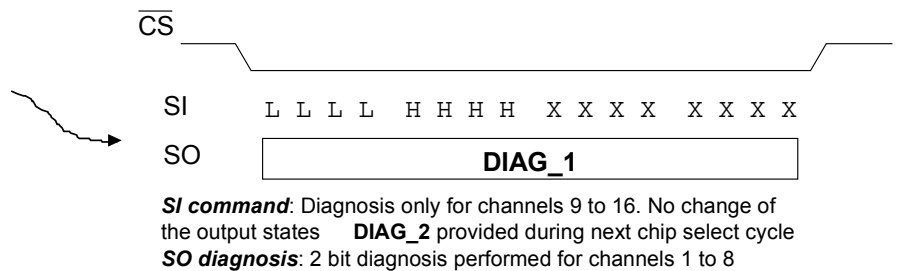 CS
SI L L L L H H H H X X X X X X X X
SO DIAG_1
SI command: Diagnosis only for channels 9 to 16. No change of
the output states DIAG_2 provided during next chip select cycle
SO diagnosis: 2 bit diagnosis performed for channels 1 to 8